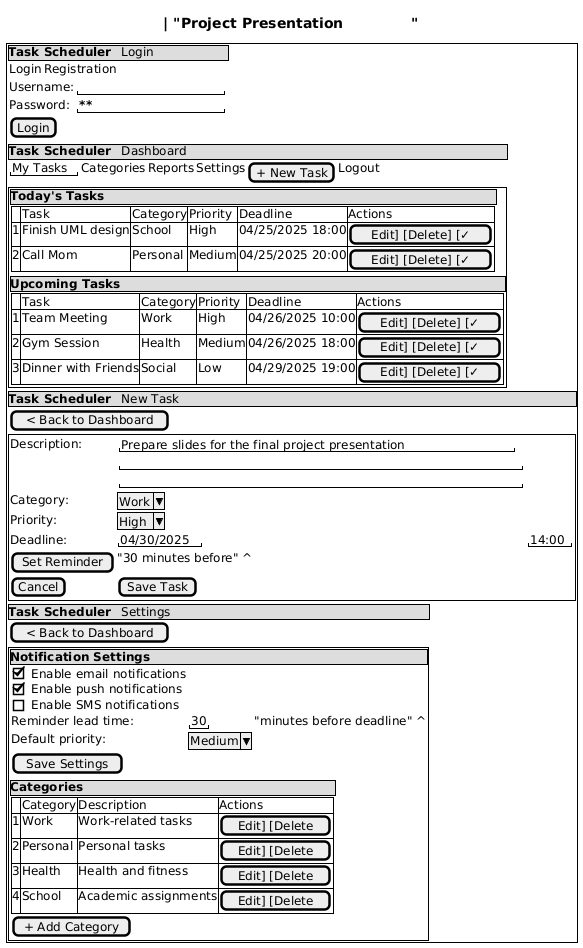 | "Project Presentation "
Task Scheduler Login
Login Registration
Username:
Password: **
Login
Task Scheduler Dashboard
My Tasks Categories Reports Settings + New Task Logout
Today's Tasks
Task Category Priority Deadline Actions
1 Finish UML design School High 04/25/2025 18:00 Edit] [Delete] [✓
2 Call Mom Personal Medium 04/25/2025 20:00 Edit] [Delete] [✓
Upcoming Tasks
Task Category Priority Deadline Actions
1 Team Meeting Work High 04/26/2025 10:00 Edit] [Delete] [✓
2 Gym Session Health Medium 04/26/2025 18:00 Edit] [Delete] [✓
3 Dinner with Friends Social Low 04/29/2025 19:00 Edit] [Delete] [✓
Task Scheduler New Task
< Back to Dashboard
Description: Prepare slides for the final project presentation
Category: Work ▼
Priority: High ▼
Deadline: 04/30/2025 14:00
Set Reminder "30 minutes before" ^
Cancel Save Task
Task Scheduler Settings
< Back to Dashboard
Notification Settings
Enable email notifications
Enable push notifications
Enable SMS notifications
Reminder lead time: 30 "minutes before deadline" ^
Default priority: Medium ▼
Save Settings
Categories
Category Description Actions
1 Work Work-related tasks Edit] [Delete
2 Personal Personal tasks Edit] [Delete
3 Health Health and fitness Edit] [Delete
4 School Academic assignments Edit] [Delete
+ Add Category